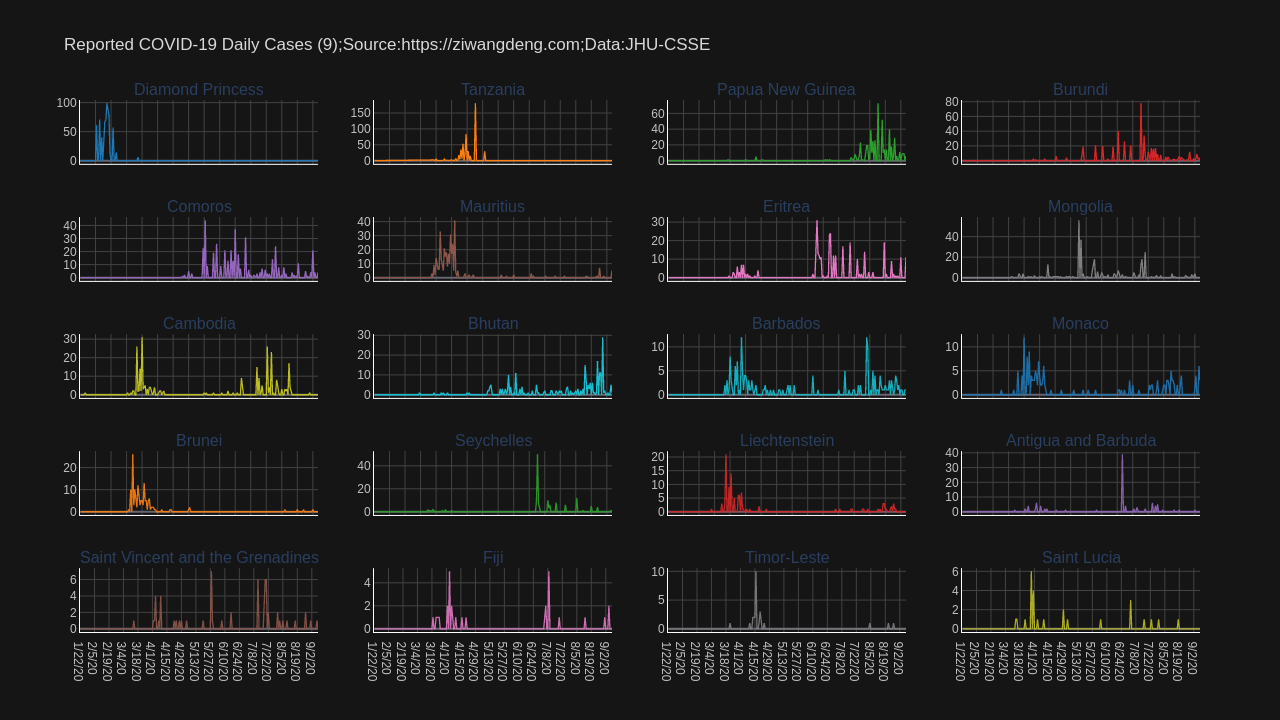 Reported COVID-19 Daily Cases (9);Source:https://ziwangdeng.com;Data:JHU-CSSE
Diamond Princess Tanzania Papua New Guinea Burundi
100 50 0
150 100 50 0
60 40 20 0
80 60 40 20 0
Comoros Mauritius Eritrea Mongolia
40 30 20 10 0
40 30 20 10 0
30 20 10 0
40 20 0
Cambodia Bhutan Barbados Monaco
30 20 10 0
30 20 10 0
10 5 0
10 5 0
Brunei Seychelles Liechtenstein Antigua and Barbuda
20 10 0
40 20 0
20 15 10 5 0
40 30 20 10 0
Saint Vincent and the Grenadines Fiji Timor-Leste Saint Lucia
6 4 2 0
4 2 0
10 5 0
6 4 2 0
1/22/20 2/5/20 2/19/20 3/4/20 3/18/20 4/1/20 4/15/20 4/29/20 5/13/20 5/27/20 6/10/20 6/24/20 7/8/20 7/22/20 8/5/20 8/19/20 9/2/20
1/22/20 2/5/20 2/19/20 3/4/20 3/18/20 4/1/20 4/15/20 4/29/20 5/13/20 5/27/20 6/10/20 6/24/20 7/8/20 7/22/20 8/5/20 8/19/20 9/2/20
1/22/20 2/5/20 2/19/20 3/4/20 3/18/20 4/1/20 4/15/20 4/29/20 5/13/20 5/27/20 6/10/20 6/24/20 7/8/20 7/22/20 8/5/20 8/19/20 9/2/20
1/22/20 2/5/20 2/19/20 3/4/20 3/18/20 4/1/20 4/15/20 4/29/20 5/13/20 5/27/20 6/10/20 6/24/20 7/8/20 7/22/20 8/5/20 8/19/20 9/2/20